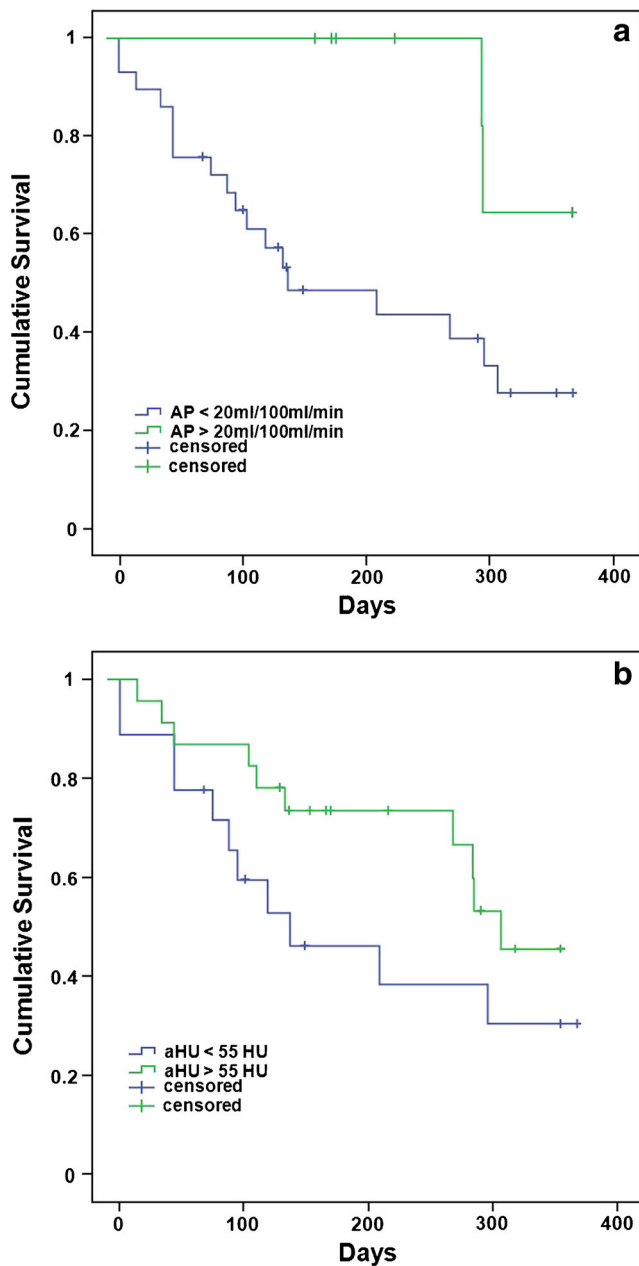 a
1
0.8
0.6
0.4
0.2
0
Cumulative Survival
AP < 20ml/100ml/min
AP > 20ml/100ml/min
censored
censored
0 100 200 300 400
Days
b
1
0.8
0.6
0.4
0.2
0
Cumulative Survival
aHU < 55 HU
aHU > 55 HU
censored
censored
0 100 200 300 400
Days